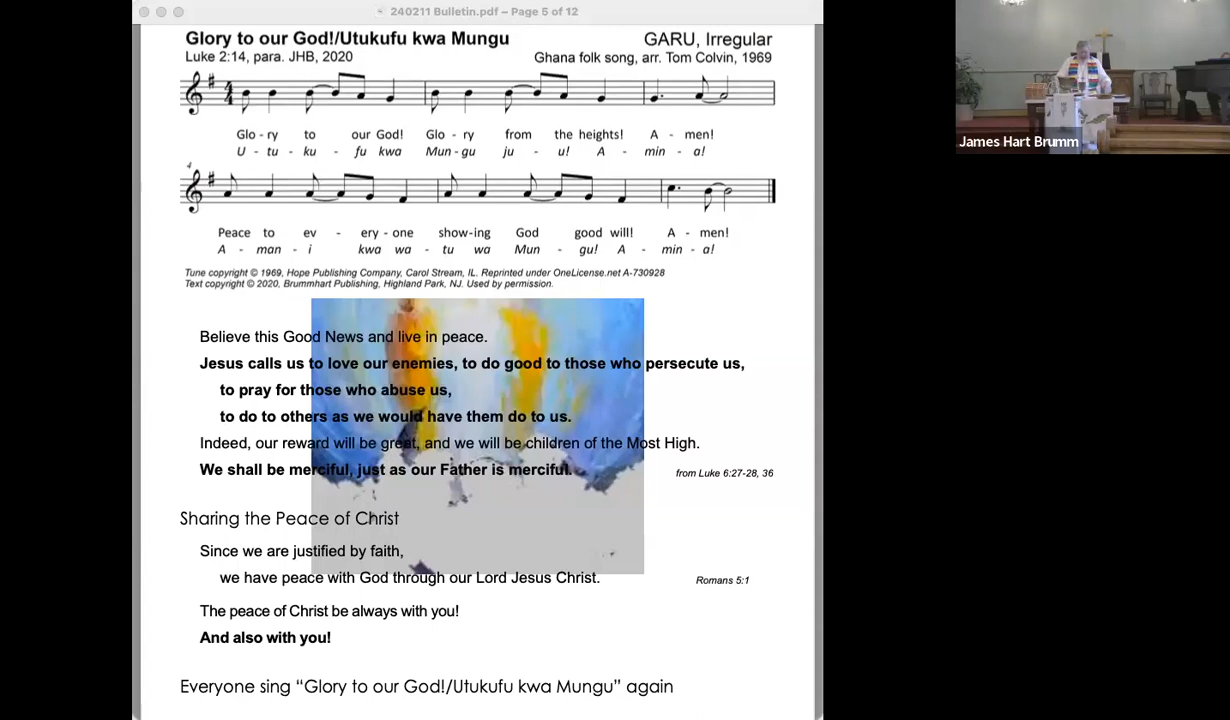 240211 Bulletin.pdf – Page 5 of 12
Glory to our God!/Utukufu kwa Mungu
GARU, Irregular
Luke 2:14, para. JHB, 2020
Ghana folk song, arr. Tom Colvin, 1969
Glo - ry to our God! Glo - ry from the heights! A - men!
U - tu - ku - fu kwa Mun - gu ju - u! A - min - a!
4
Peace to ev - ery - one show-ing God good will! A - men!
A - man - i kwa wa - tu wa Mun - gu! A - min - a!
Tune copyright © 1969, Hope Publishing Company, Carol Stream, IL. Reprinted under OneLicense.net A-730928
Text copyright © 2020, Brummhart Publishing, Highland Park, NJ. Used by permission.
Believe this Good News and live in peace.
Jesus calls us to love our enemies, to do good to those who persecute us,
to pray for those who abuse us,
to do to others as we would have them do to us.
Indeed, our reward will be great, and we will be children of the Most High.
We shall be merciful, just as our Father is merciful.
from Luke 6:27-28, 36
Sharing the Peace of Christ
Since we are justified by faith,
we have peace with God through our Lord Jesus Christ.
Romans 5:1
The peace of Christ be always with you!
And also with you!
Everyone sing “Glory to our God!/Utukufu kwa Mungu” again
James Hart Brumm